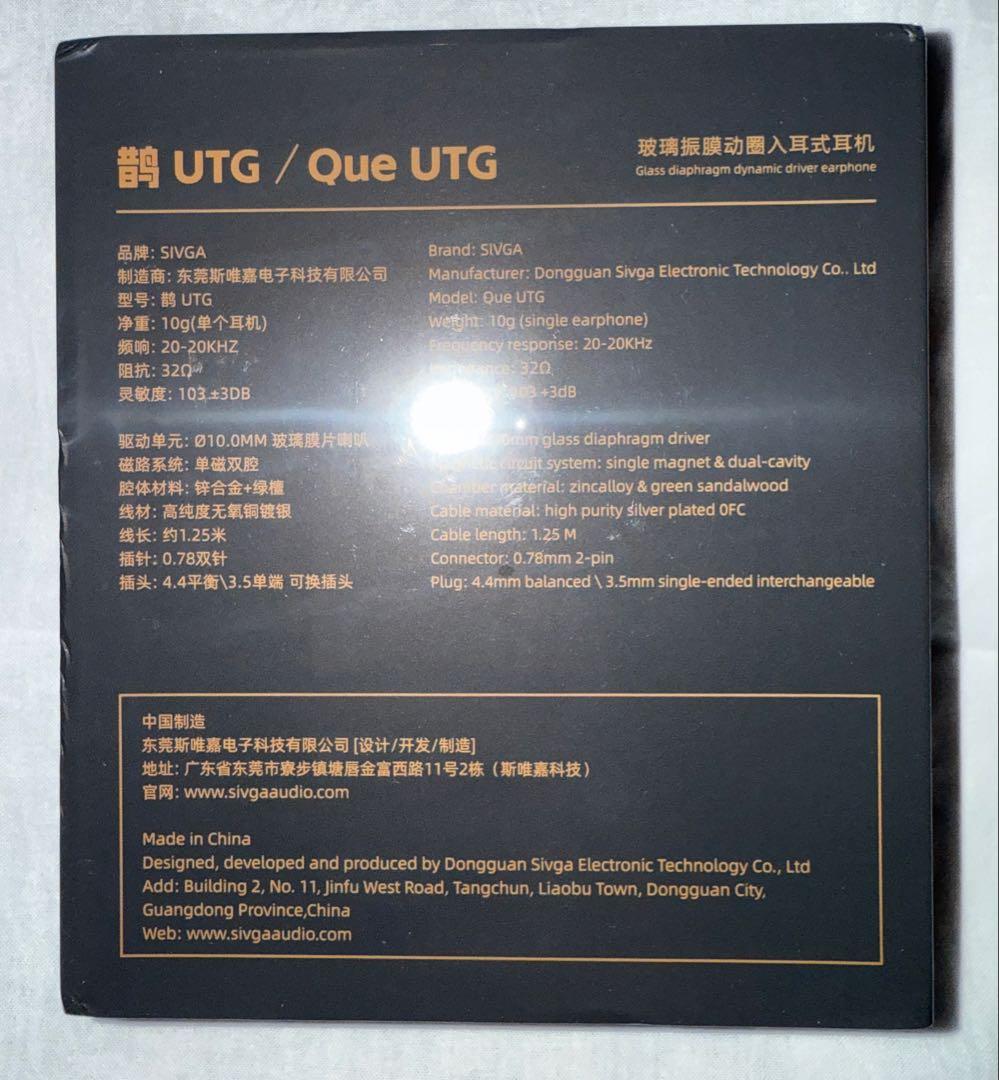 鹊 UTG / Que UTG
玻璃振膜动圈入耳式耳机
Glass diaphragm dynamic driver earphone
品牌: SIVGA
制造商: 东莞斯唯嘉电子科技有限公司
型号: 鹊 UTG
净重: 10g(单个耳机)
频响: 20-20KHZ
阻抗: 32Ω
灵敏度: 103 ±3DB
驱动单元: Ø10.0MM 玻璃膜片喇叭
磁路系统: 单磁双腔
腔体材料: 锌合金+绿檀
线材: 高纯度无氧铜镀银
线长: 约1.25米
插针: 0.78双针
插头: 4.4平衡\3.5单端 可换插头
Brand: SIVGA
Manufacturer: Dongguan Sivga Electronic Technology Co.. Ltd
Model: Que UTG
Weight: 10g (single earphone)
Frequency response: 20-20KHz
32Ω
103 ±3dB
glass diaphragm driver
circuit system: single magnet & dual-cavity
Chamber material: zincalloy & green sandalwood
Cable material: high purity silver plated 0FC
Cable length: 1.25 M
Connector: 0.78mm 2-pin
Plug: 4.4mm balanced \ 3.5mm single-ended interchangeable
中国制造
东莞斯唯嘉电子科技有限公司 [设计/开发/制造]
地址: 广东省东莞市寮步镇塘唇金富西路11号2栋（斯唯嘉科技）
官网: www.sivgaaudio.com
Made in China
Designed, developed and produced by Dongguan Sivga Electronic Technology Co., Ltd
Add: Building 2, No. 11, Jinfu West Road, Tangchun, Liaobu Town, Dongguan City,
Guangdong Province,China
Web: www.sivgaaudio.com